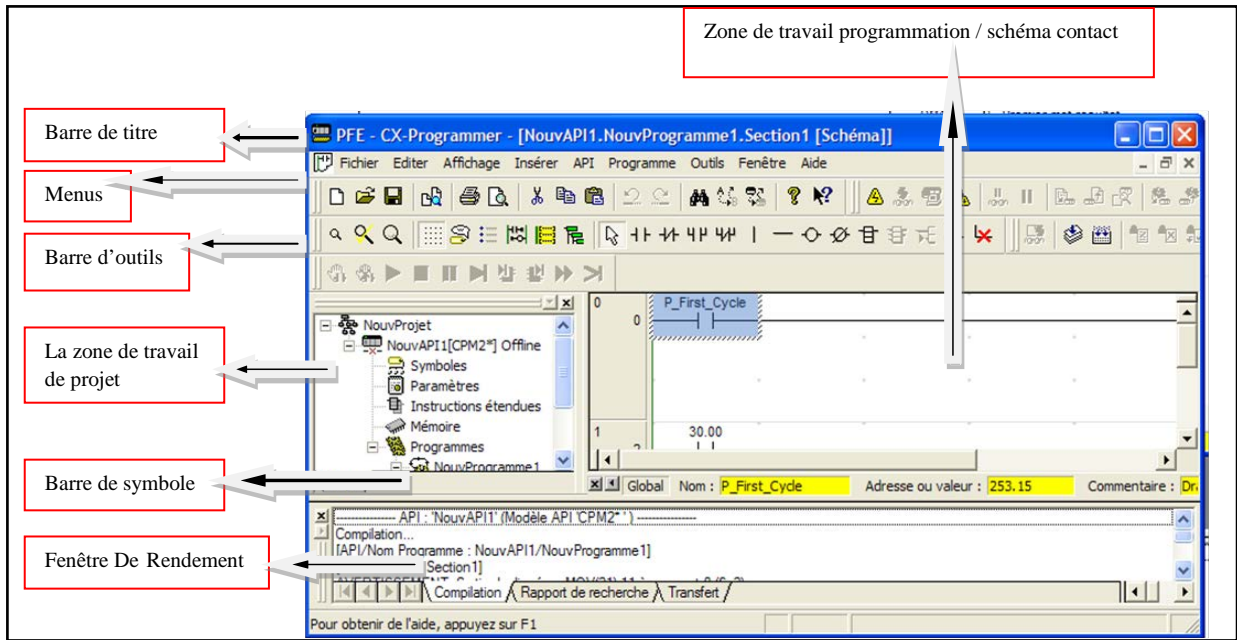 Zone de travail programmation / schéma contact
Barre de titre
Menus
Barre d'outils
La zone de travail
de projet
Barre de symbole
Fenêtre De Rendement
PFE - CX-Programmer - [NouvAPI1.NouvProgramme1.Section1 [Schéma]]
Fichier Editer Affichage Insérer API Programme Outils Fenêtre Aide
NouvProjet
NouvAPI1[CPM2*] Offline
Symboles
Paramètres
Instructions étendues
Mémoire
Programmes
NouvProgramme1
0
0
P_First_Cycle
1
30.00
Global Nom : P_First_Cycle Adresse ou valeur : 253.15 Commentaire :
---------------- API : 'NouvAPI1' (Modèle API 'CPM2*' ) ----------------
Compilation...
[API/Nom Programme : NouvAPI1/NouvProgramme1]
Section1]
Compilation Rapport de recherche Transfert
Pour obtenir de l'aide, appuyez sur F1